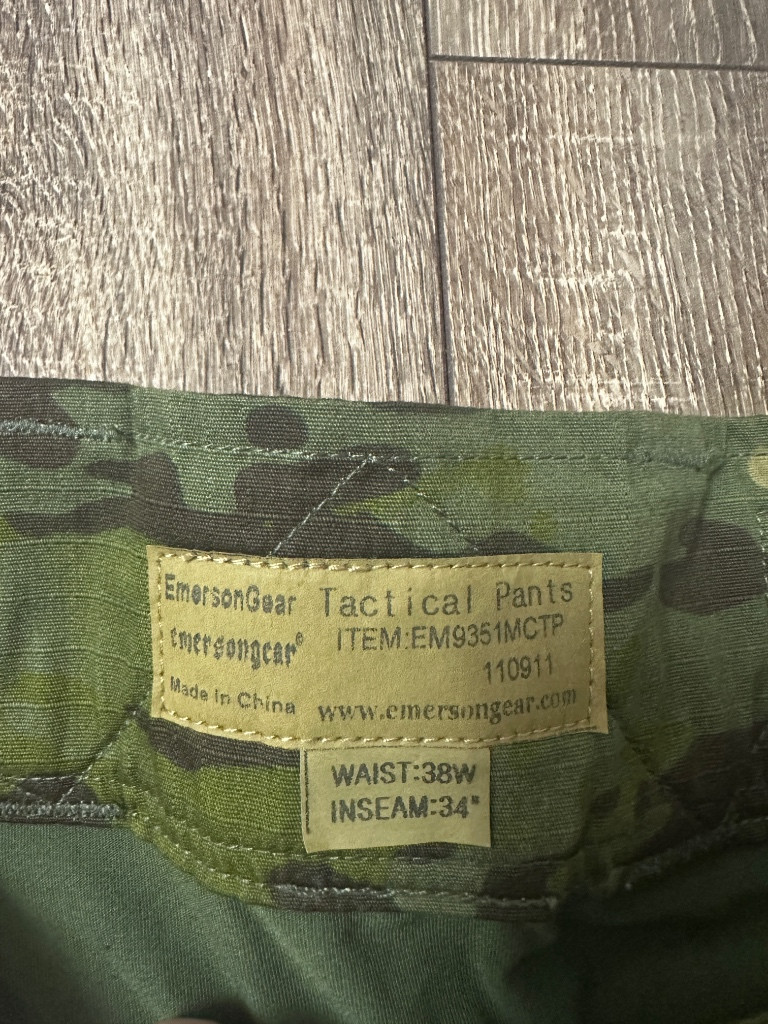 EmersonGear Tactical Pants
emersongear® ITEM:EM9351MCTP
110911
Made in China www.emersongear.com
WAIST:38W
INSEAM:34"